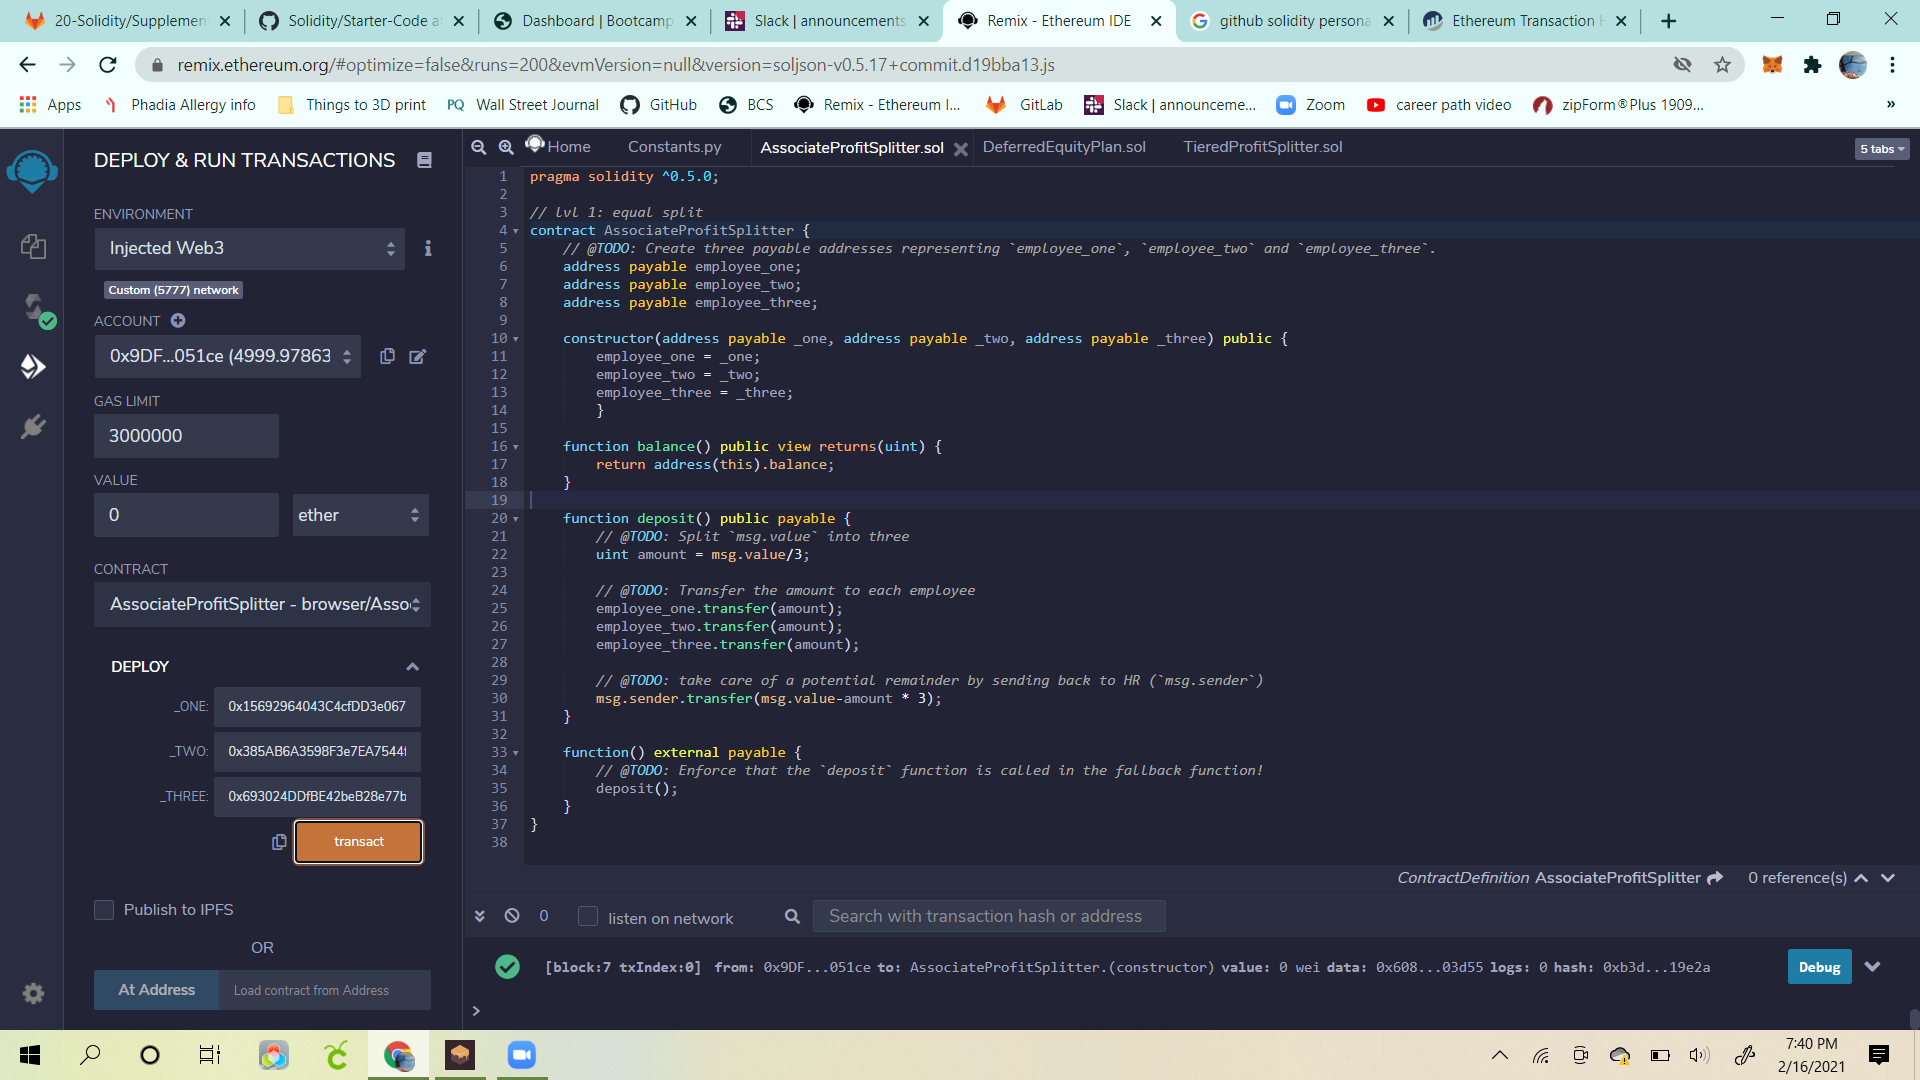 20-Solidity/Supplemen
Solidity/Starter-Code a
Dashboard | Bootcamp
Slack | announcements
Remix - Ethereum IDE
github solidity persona
Ethereum Transaction
remix.ethereum.org/#optimize=false&runs=200&evmVersion=null&version=soljson-v0.5.17+commit.d19bba13.js
Apps
Phadia Allergy info
Things to 3D print
PQ Wall Street Journal
GitHub
BCS
Remix - Ethereum I...
GitLab
Slack | announceme...
Zoom
career path video
zipForm®Plus 1909...
»
DEPLOY & RUN TRANSACTIONS
ENVIRONMENT
Injected Web3
Custom (5777) network
ACCOUNT
0x9DF...051ce (4999.97863
GAS LIMIT
3000000
VALUE
0
ether
CONTRACT
AssociateProfitSplitter - browser/Asso
DEPLOY
_ONE: 0x15692964043C4cfDD3e067
_TWO: 0x385AB6A3598F3e7EA7544f
_THREE: 0x693024DDfBE42beB28e77b
transact
Publish to IPFS
OR
At Address
Load contract from Address
Home
Constants.py
AssociateProfitSplitter.sol
DeferredEquityPlan.sol
TieredProfitSplitter.sol
5 tabs
1 pragma solidity ^0.5.0;
2
3 // lvl 1: equal split
4 contract AssociateProfitSplitter {
5 // @TODO: Create three payable addresses representing `employee_one`, `employee_two` and `employee_three`.
6 address payable employee_one;
7 address payable employee_two;
8 address payable employee_three;
9
10 constructor(address payable _one, address payable _two, address payable _three) public {
11 employee_one = _one;
12 employee_two = _two;
13 employee_three = _three;
14 }
15
16 function balance() public view returns(uint) {
17 return address(this).balance;
18 }
19
20 function deposit() public payable {
21 // @TODO: Split `msg.value` into three
22 uint amount = msg.value/3;
23
24 // @TODO: Transfer the amount to each employee
25 employee_one.transfer(amount);
26 employee_two.transfer(amount);
27 employee_three.transfer(amount);
28
29 // @TODO: take care of a potential remainder by sending back to HR (`msg.sender`)
30 msg.sender.transfer(msg.value-amount * 3);
31 }
32
33 function() external payable {
34 // @TODO: Enforce that the `deposit` function is called in the fallback function!
35 deposit();
36 }
37 }
38
ContractDefinition AssociateProfitSplitter
0 reference(s)
0
listen on network
Search with transaction hash or address
[block:7 txIndex:0] from: 0x9DF...051ce to: AssociateProfitSplitter.(constructor) value: 0 wei data: 0x608...03d55 logs: 0 hash: 0xb3d...19e2a
Debug
>
7:40 PM
2/16/2021